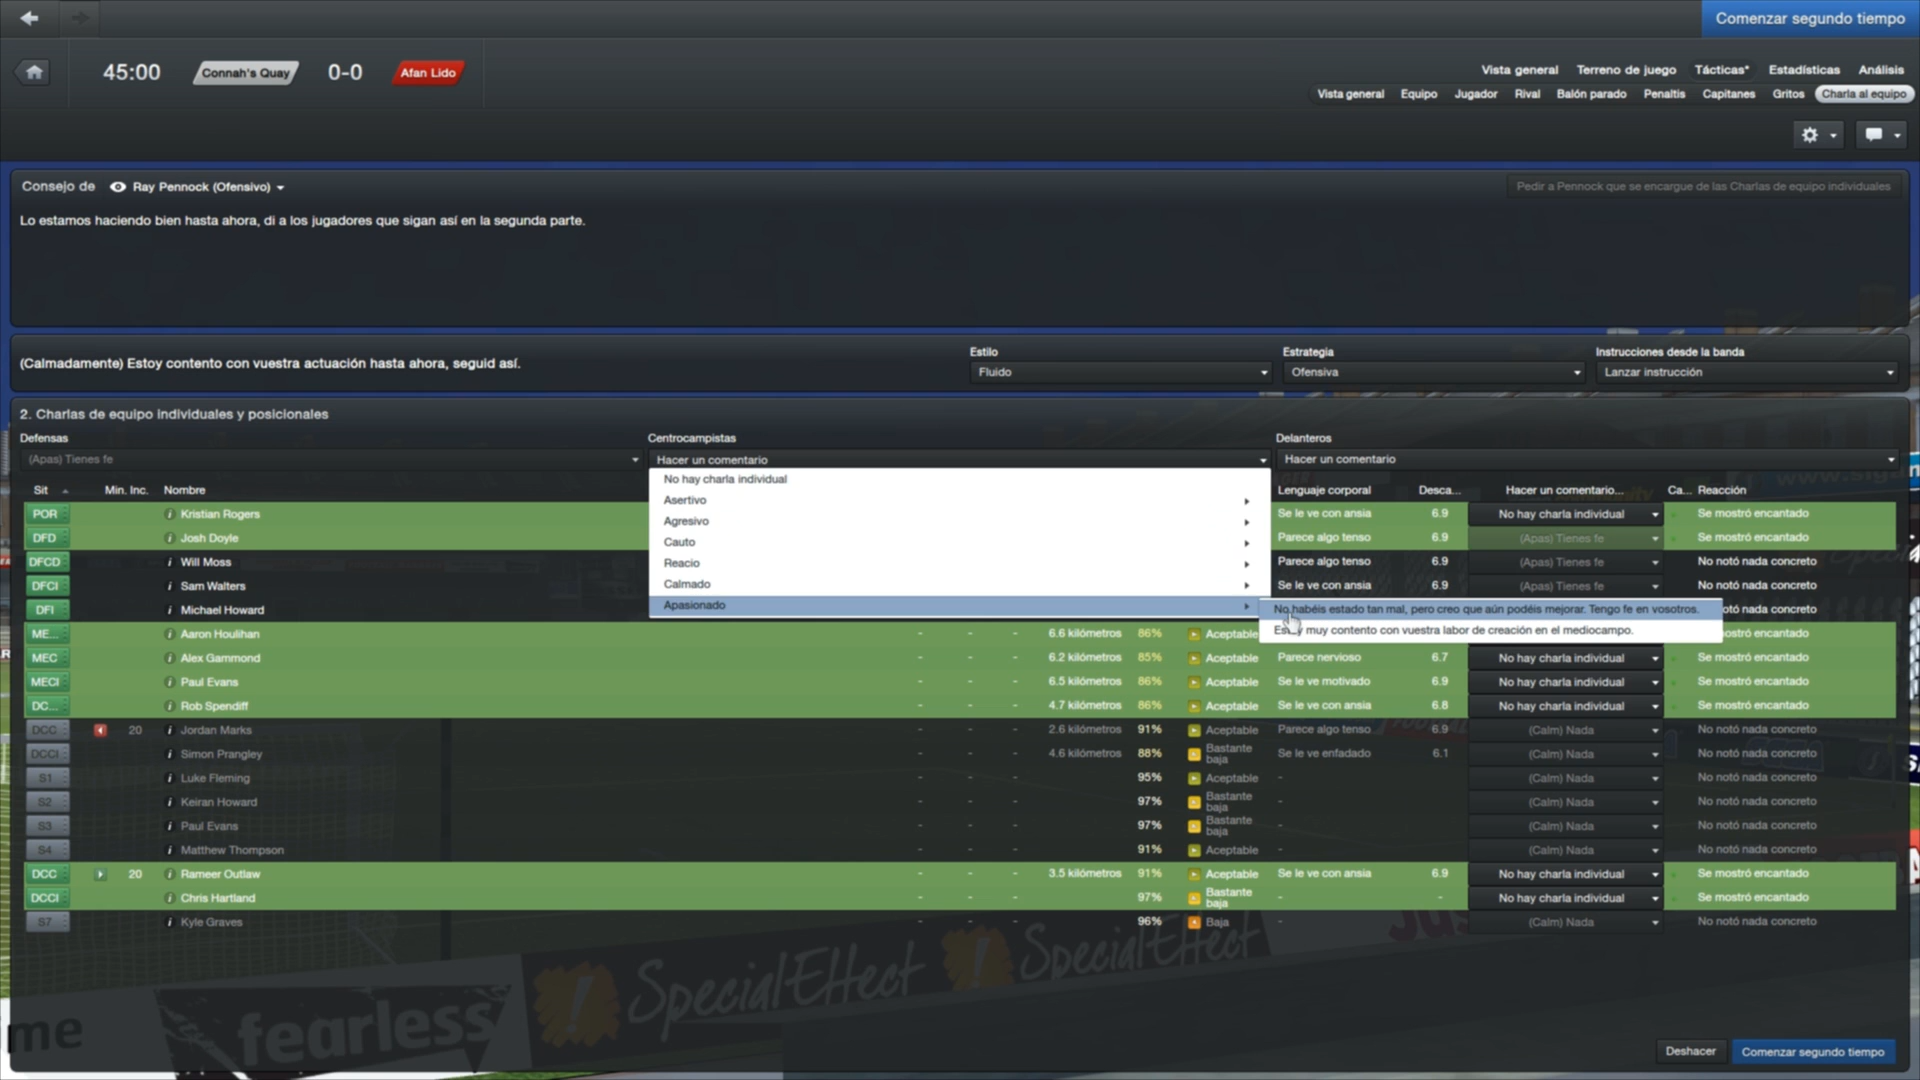 Comenzar segundo tiempo
45:00 Connah's Quay 0-0 Afan Lido
Vista general Terreno de juego Tácticas* Estadísticas Análisis
Vista general Equipo Jugador Rival Balón parado Penaltis Capitanes Gritos Charla al equipo
Consejo de Ray Pennock (Ofensivo)
Pedir a Pennock que se encargue de las Charlas de equipo individuales
Lo estamos haciendo bien hasta ahora, di a los jugadores que sigan así en la segunda parte.
(Calmadamente) Estoy contento con vuestra actuación hasta ahora, seguid así.
Estilo Estrategia Instrucciones desde la banda
Fluido Ofensiva Lanzar instrucción
2. Charlas de equipo individuales y posicionales
Defensas Centrocampistas Delanteros
(Apas) Tienes fe Hacer un comentario Hacer un comentario
No hay charla individual
Asertivo
Agresivo
Cauto
Reacio
Calmado
Apasionado
No habéis estado tan mal, pero creo que aún podéis mejorar. Tengo fe en vosotros.
muy contento con vuestra labor de creación en el mediocampo.
Sit Min. Inc. Nombre Lenguaje corporal Desca... Hacer un comentario... Ca... Reacción
POR Kristian Rogers Se le ve con ansia 6.9 No hay charla individual Se mostró encantado
DFD Josh Doyle Parece algo tenso 6.9 (Apas) Tienes fe Se mostró encantado
DFCD Will Moss Parece algo tenso 6.9 (Apas) Tienes fe No notó nada concreto
DFCI Sam Walters Se le ve con ansia 6.9 (Apas) Tienes fe No notó nada concreto
DFI Michael Howard otó nada concreto
ME... Aaron Houlihan - - - 6.6 kilómetros 86% Aceptable ostró encantado
MEC Alex Gammond - - - 6.2 kilómetros 85% Aceptable Parece nervioso 6.7 No hay charla individual Se mostró encantado
MECI Paul Evans - - - 6.5 kilómetros 86% Aceptable Se le ve motivado 6.9 No hay charla individual Se mostró encantado
DC... Rob Spendiff - - - 4.7 kilómetros 86% Aceptable Se le ve con ansia 6.8 No hay charla individual Se mostró encantado
DCC 20 Jordan Marks - - - 2.6 kilómetros 91% Aceptable Parece algo tenso 6.9 (Calm) Nada No notó nada concreto
DCCI Simon Prangley - - - 4.6 kilómetros 88% Bastante baja Se le ve enfadado 6.1 (Calm) Nada No notó nada concreto
S1 Luke Fleming - - - 95% Aceptable - (Calm) Nada No notó nada concreto
S2 Keiran Howard - - - 97% Bastante baja - (Calm) Nada No notó nada concreto
S3 Paul Evans - - - 97% Bastante baja - (Calm) Nada No notó nada concreto
S4 Matthew Thompson - - - 91% Aceptable - (Calm) Nada No notó nada concreto
DCC 20 Rameer Outlaw - - - 3.5 kilómetros 91% Aceptable Se le ve con ansia 6.9 No hay charla individual Se mostró encantado
DCCI Chris Hartland - - - 97% Bastante baja - - No hay charla individual Se mostró encantado
S7 Kyle Graves - - - 96% Baja - (Calm) Nada No notó nada concreto
me fearless SpecialEffect SpecialEffect
Deshacer Comenzar segundo tiempo